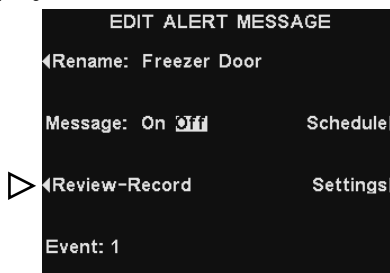 EDIT ALERT MESSAGE
Rename: Freezer Door
Message: On Off Schedule
Review-Record Settings
Event: 1